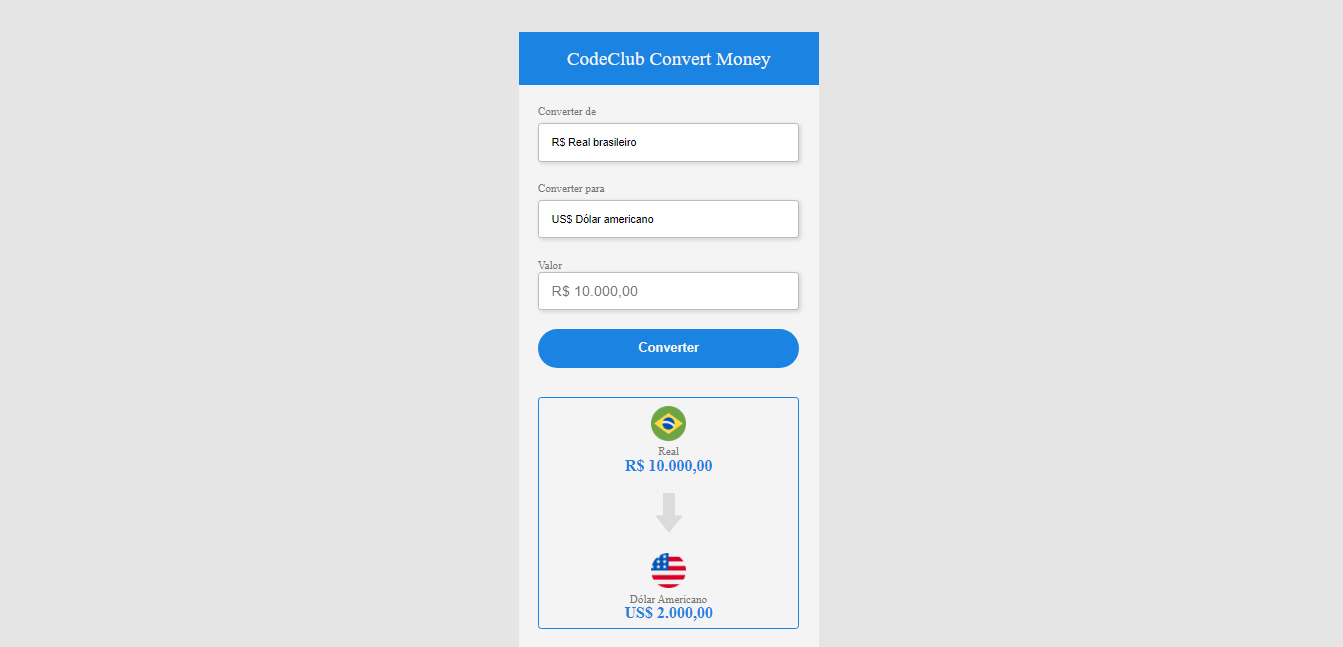 CodeClub Convert Money
Converter de
R$ Real brasileiro
Converter para
US$ Dólar americano
Valor
R$ 10.000,00
Converter
Real
R$ 10.000,00
Dólar Americano
US$ 2.000,00